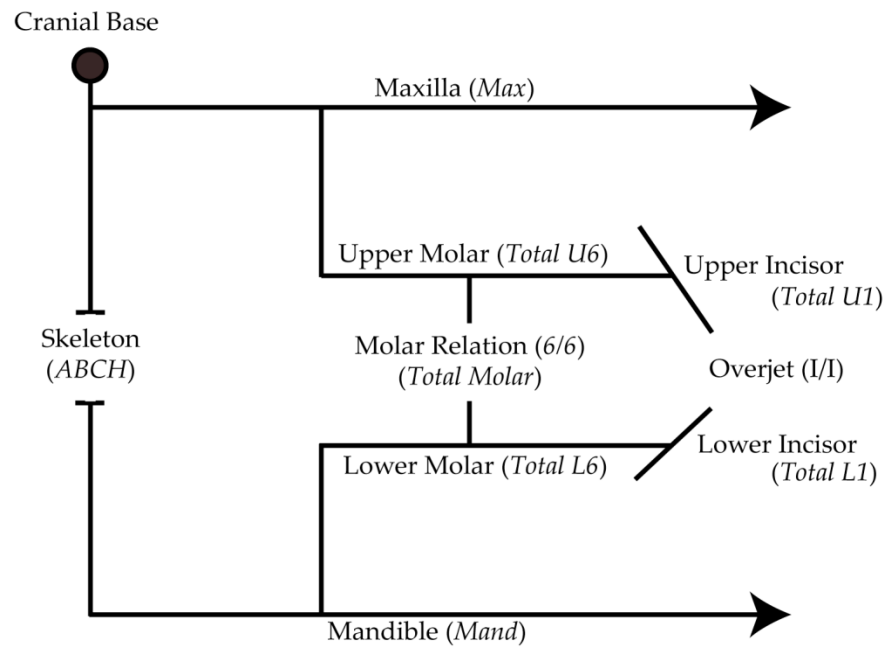 Cranial Base
Maxilla (Max)
Upper Molar (Total U6)
Upper Incisor
(Total U1)
Skeleton
(ABCH)
Molar Relation (6/6)
(Total Molar)
Overjet (I/I)
Lower Molar (Total L6)
Lower Incisor
(Total L1)
Mandible (Mand)